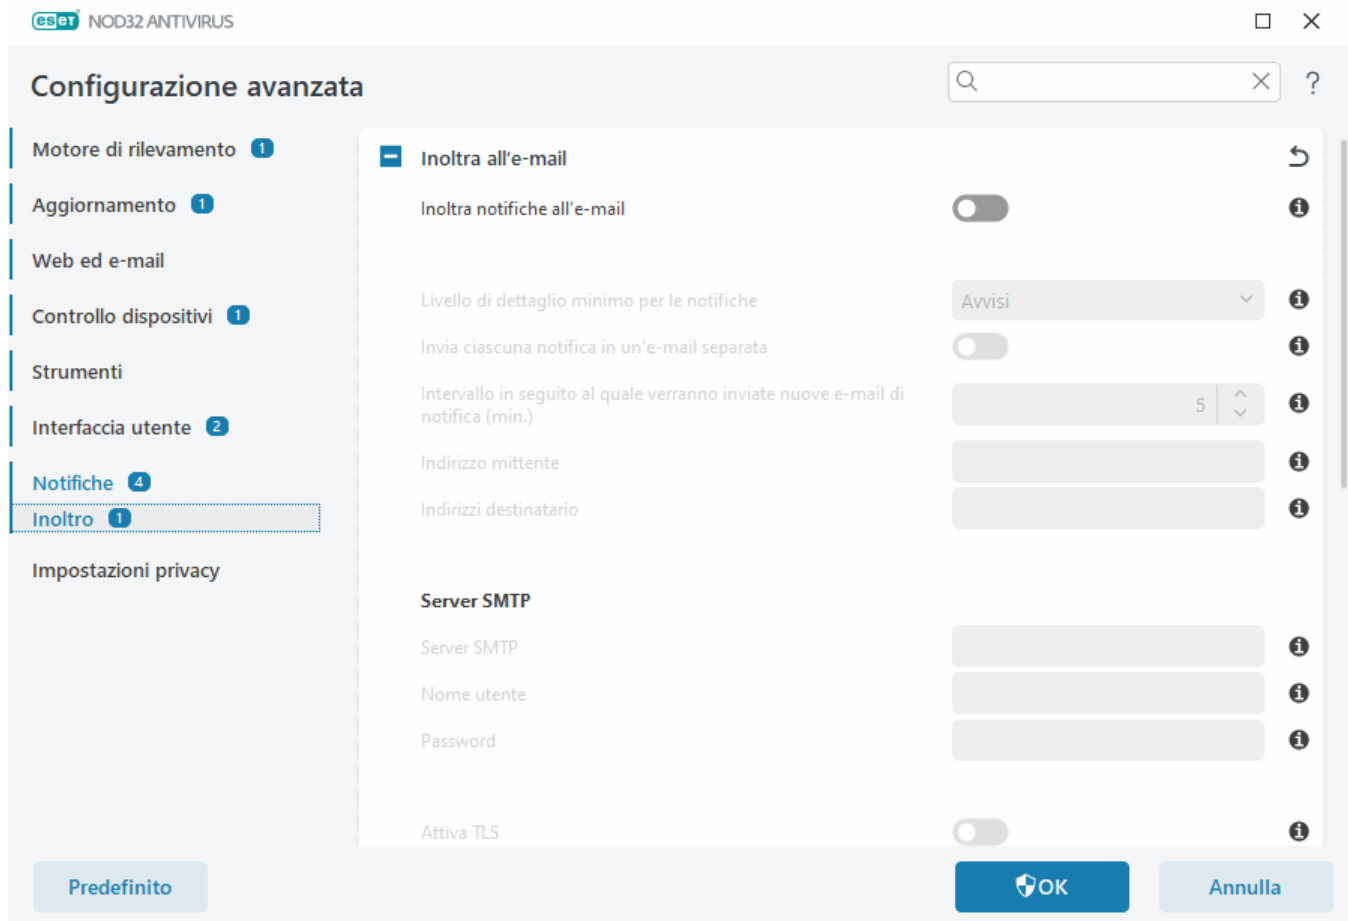 eset NOD32 ANTIVIRUS
Configurazione avanzata
?
Motore di rilevamento 1
Aggiornamento 1
Web ed e-mail
Controllo dispositivi 1
Strumenti
Interfaccia utente 2
Notifiche 4
Inoltro 1
Impostazioni privacy
Inoltra all'e-mail
Inoltra notifiche all'e-mail
Livello di dettaglio minimo per le notifiche
Avvisi
Invia ciascuna notifica in un'e-mail separata
Intervallo in seguito al quale verranno inviate nuove e-mail di
notifica (min.)
5
Indirizzo mittente
Indirizzi destinatario
Server SMTP
Server SMTP
Nome utente
Password
Attiva TLS
Predefinito
OK
Annulla